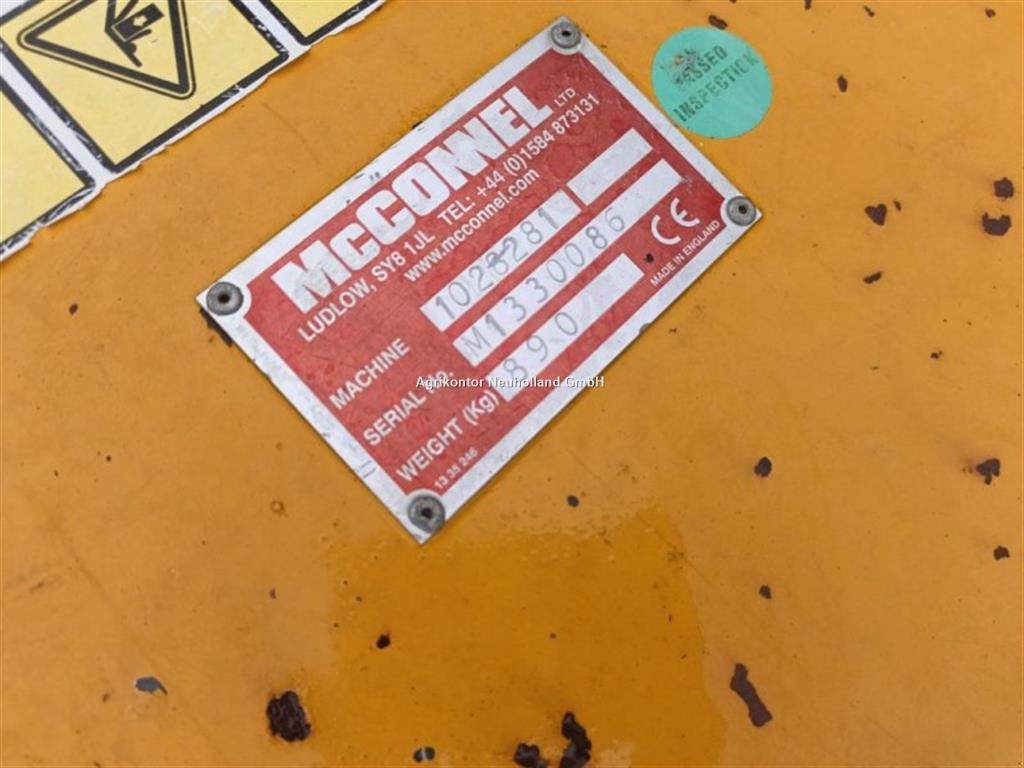 McCONNEL LTD
LUDLOW, SY8 1JL TEL: +44 (0)1584 873131
www.mcconnel.com
MACHINE 1028281
SERIAL No. M1330086
WEIGHT (Kg) 890
13 35 246
CE
MADE IN ENGLAND
PASSED
INSPECTION
Agrikontor Neuholland GmbH